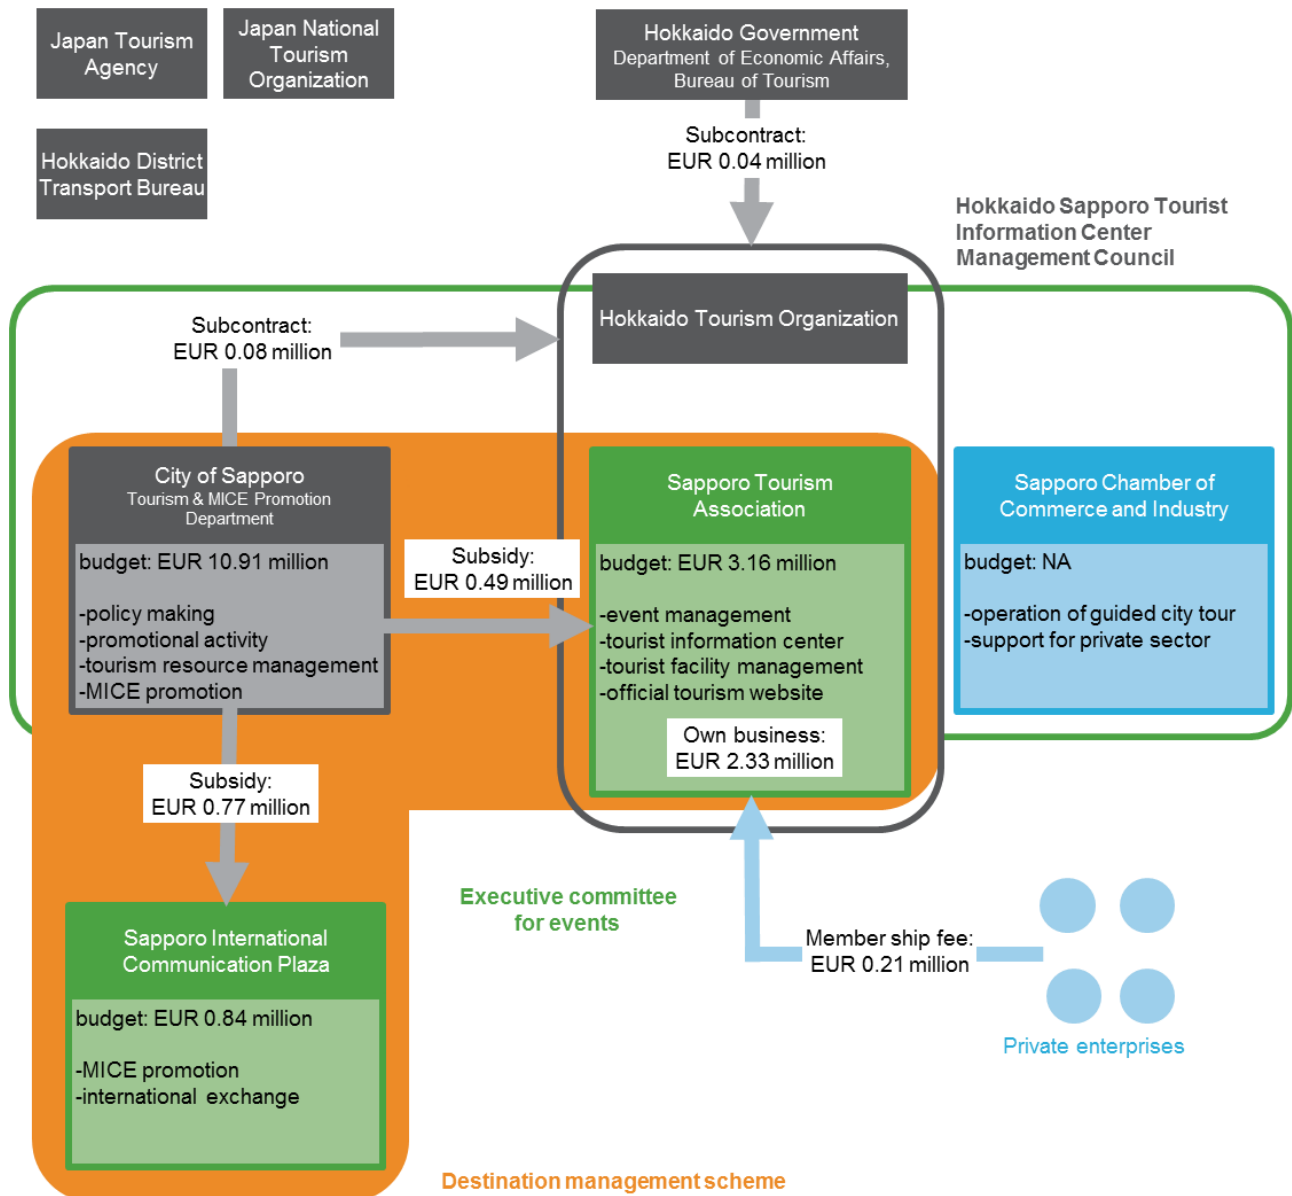 Japan Tourism
Agency
Japan National
Tourism
Organization
Hokkaido Government
Department of Economic Affairs,
Bureau of Tourism
Hokkaido District
Transport Bureau
Subcontract:
EUR 0.04 million
Hokkaido Sapporo Tourist
Information Center
Management Council
Subcontract:
EUR 0.08 million
Hokkaido Tourism Organization
City of Sapporo
Tourism & MICE Promotion
Department
budget: EUR 10.91 million
-policy making
-promotional activity
-tourism resource management
-MICE promotion
Subsidy:
EUR 0.49 million
Sapporo Tourism
Association
budget: EUR 3.16 million
-event management
-tourist information center
-tourist facility management
-official tourism website
Own business:
EUR 2.33 million
Sapporo Chamber of
Commerce and Industry
budget: NA
-operation of guided city tour
-support for private sector
Subsidy:
EUR 0.77 million
Sapporo International
Communication Plaza
budget: EUR 0.84 million
-MICE promotion
-international exchange
Executive committee
for events
Member ship fee:
EUR 0.21 million
Private enterprises
Destination management scheme